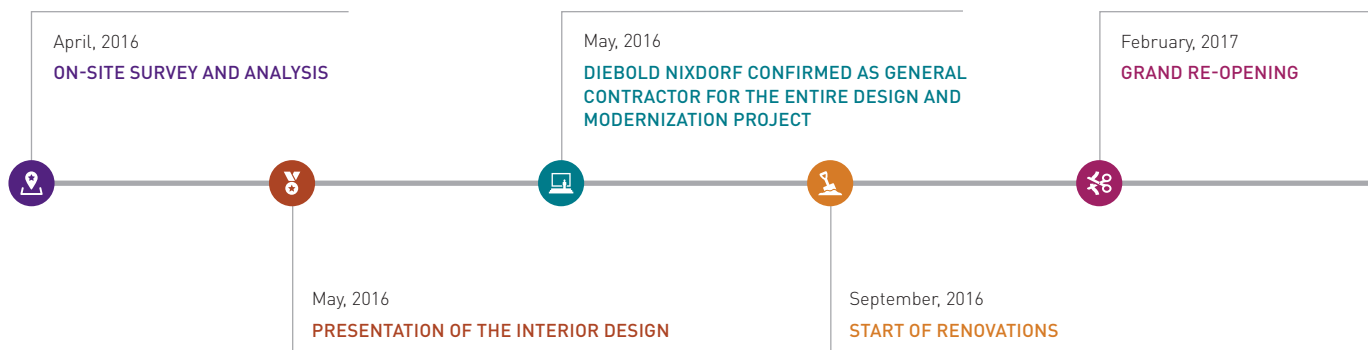 April, 2016
ON-SITE SURVEY AND ANALYSIS
May, 2016
PRESENTATION OF THE INTERIOR DESIGN
May, 2016
DIEBOLD NIXDORF CONFIRMED AS GENERAL
CONTRACTOR FOR THE ENTIRE DESIGN AND
MODERNIZATION PROJECT
September, 2016
START OF RENOVATIONS
February, 2017
GRAND RE-OPENING